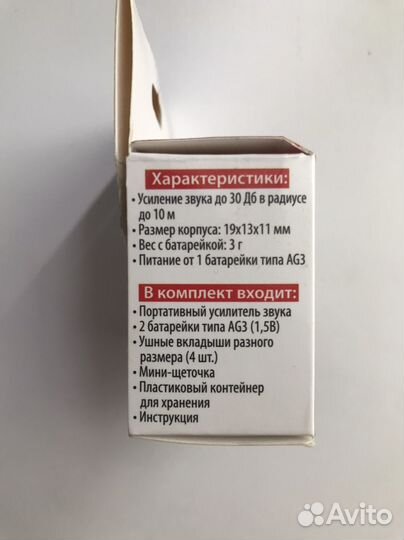 Характеристики:
• Усиление звука до 30 Дб в радиусе
до 10 м
• Размер корпуса: 19х13х11 мм
• Вес с батарейкой: 3 г
• Питание от 1 батарейки типа AG3
В комплект входит:
• Портативный усилитель звука
• 2 батарейки типа AG3 (1,5В)
• Ушные вкладыши разного
размера (4 шт.)
• Мини-щеточка
• Пластиковый контейнер
для хранения
• Инструкция
Avito